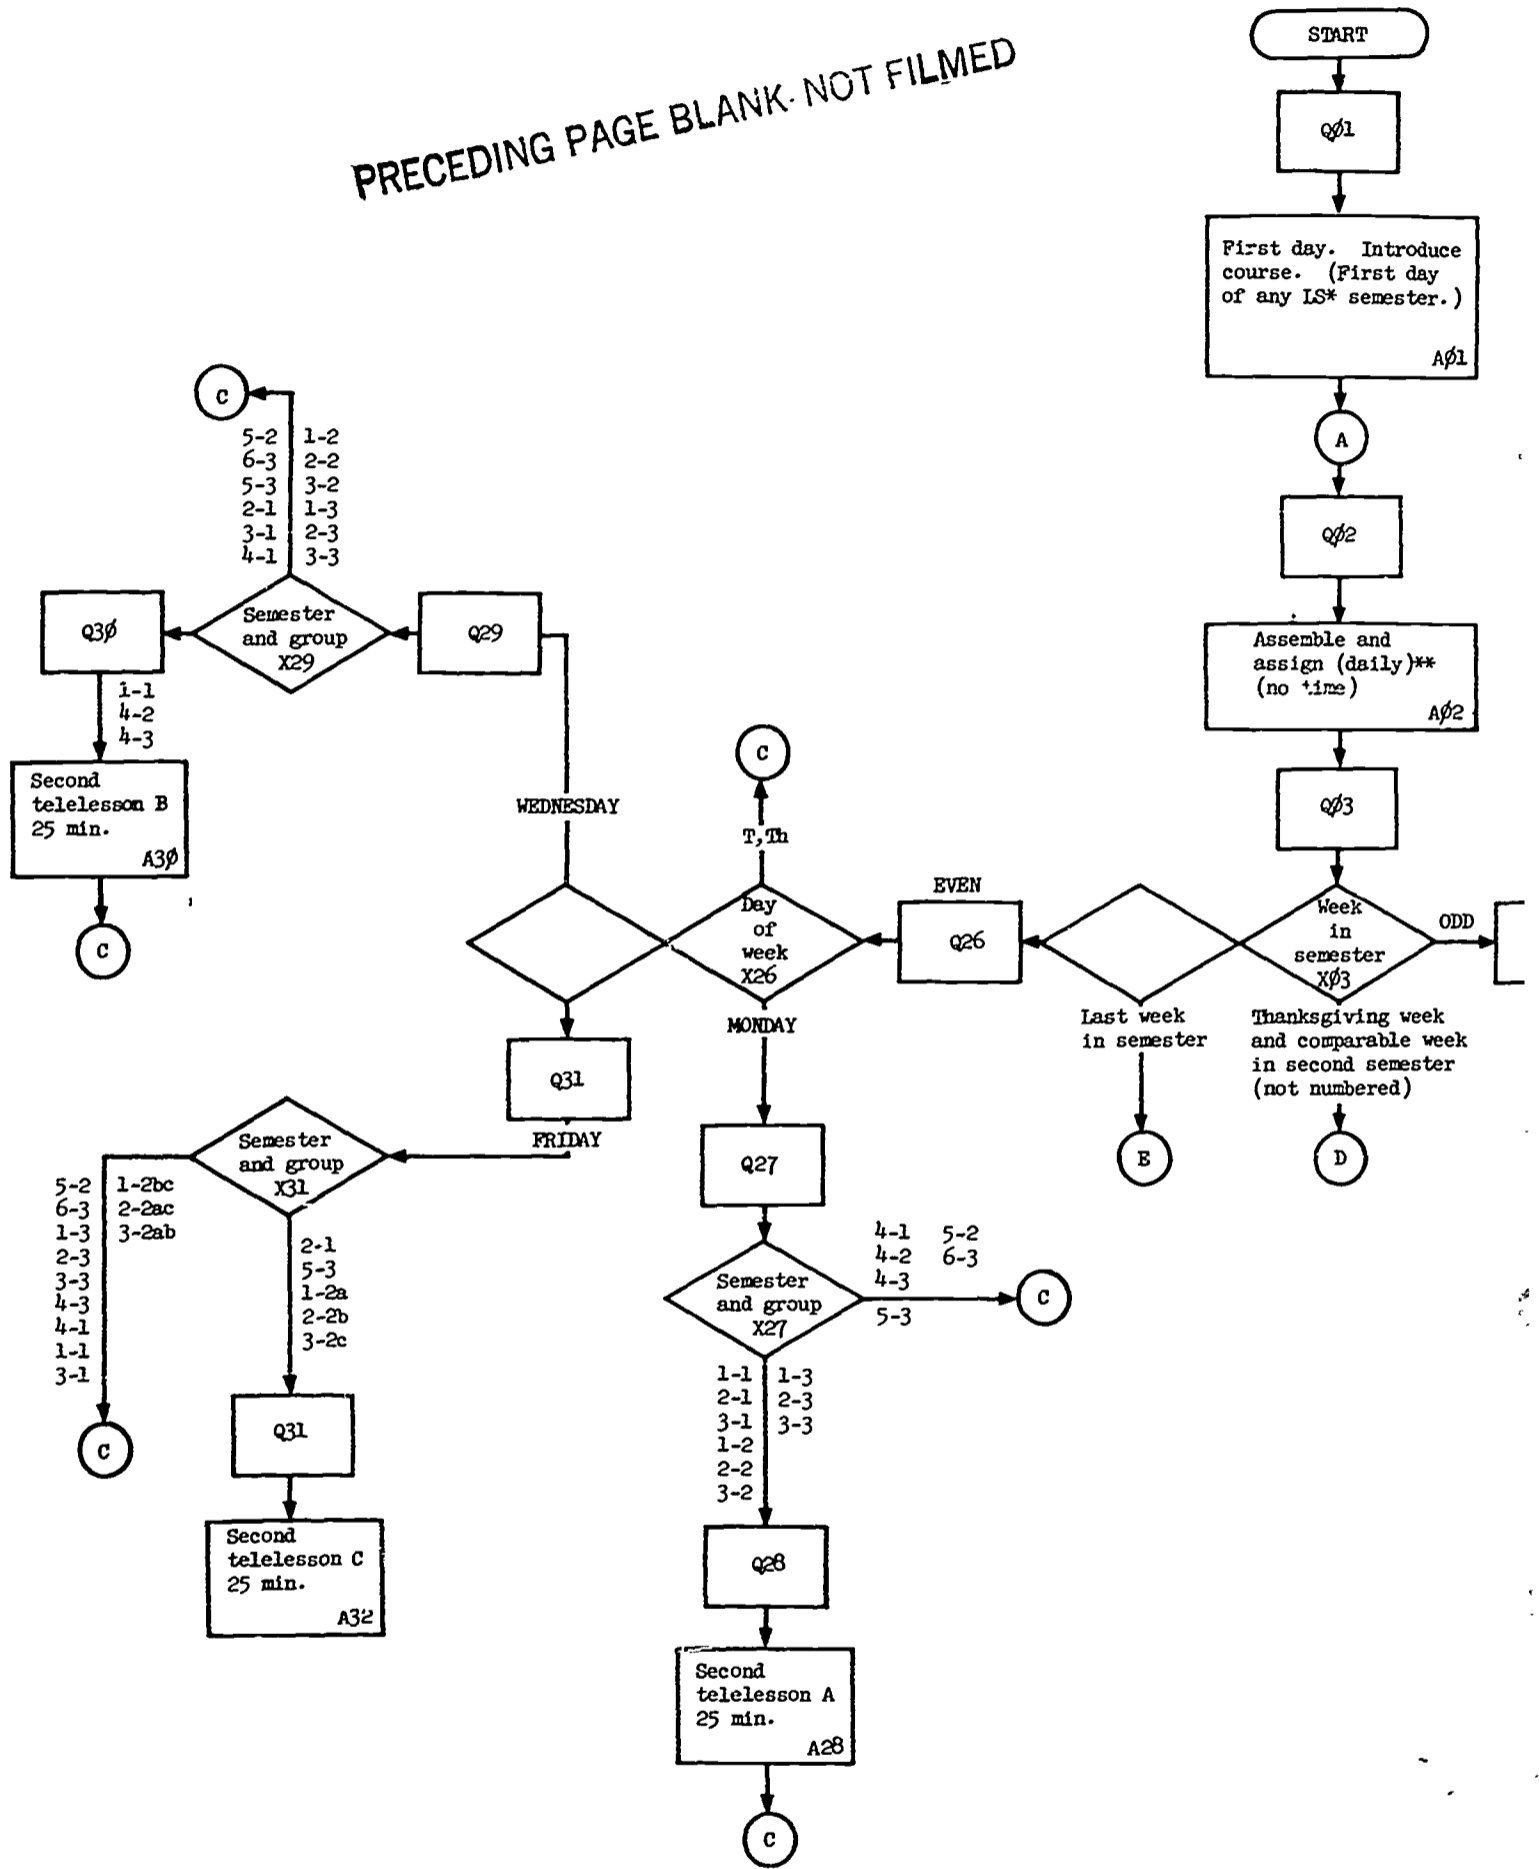 PRECEDING PAGE BLANK NOT FILMED
START
QØ1
First day. Introduce
course. (First day
of any LS* semester.)
AØ1
A
QØ2
Assemble and
assign (daily)**
(no time)
AØ2
QØ3
Week
in
semester
XØ3
ODD
Thanksgiving week
and comparable week
in second semester
(not numbered)
D
Last week
in semester
E
EVEN
Q26
Day
of
week
X26
T,Th
C
WEDNESDAY
Q29
Semester
and group
X29
5-2 1-2
6-3 2-2
5-3 3-2
2-1 1-3
3-1 2-3
4-1 3-3
C
Q3Ø
1-1
4-2
4-3
Second
telelesson B
25 min.
A3Ø
C
Q31
FRIDAY
Semester
and group
X31
5-2 1-2bc
6-3 2-2ac
1-3 3-2ab
2-3
3-3
4-3
4-1
1-1
3-1
C
2-1
5-3
1-2a
2-2b
3-2c
Q31
Second
telelesson C
25 min.
A32
MONDAY
Q27
Semester
and group
X27
4-1 5-2
4-2 6-3
4-3
5-3
C
1-1 1-3
2-1 2-3
3-1 3-3
1-2
2-2
3-2
Q28
Second
telelesson A
25 min.
A28
C